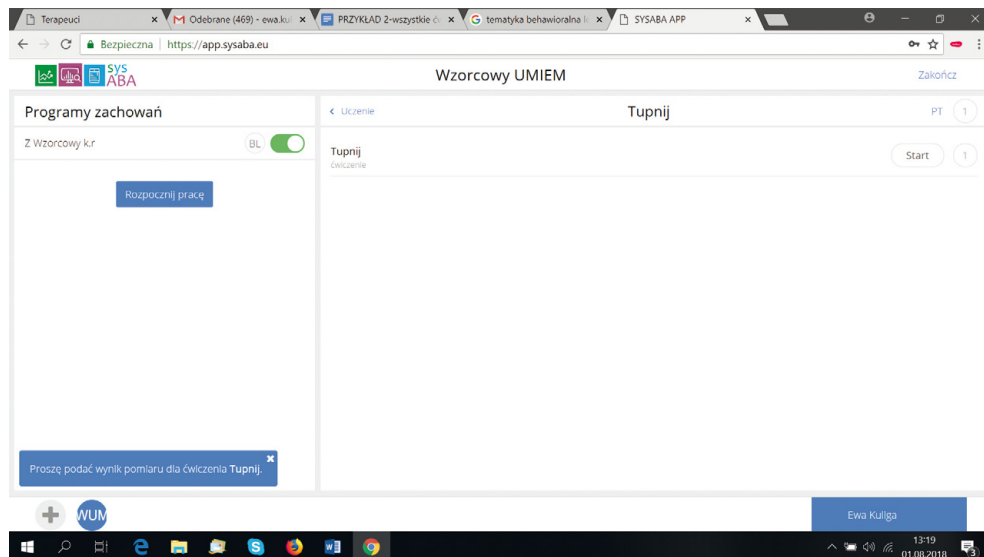 Terapeuci
Odebrane (469) - ewa.kul
PRZYKŁAD 2-wszystkie ć
tematyka behawioralna
SYSABA APP
Bezpieczna
https://app.sysaba.eu
sys
ABA
Wzorcowy UMIEM
Zakończ
Programy zachowań
Uczenie
Tupnij
PT
1
Z Wzorcowy k.r
BL
Tupnij
ćwiczenie
Start
1
Rozpocznij pracę
Proszę podać wynik pomiaru dla ćwiczenia Tupnij.
WUM
Ewa Kuliga
13:19
01.08.2018